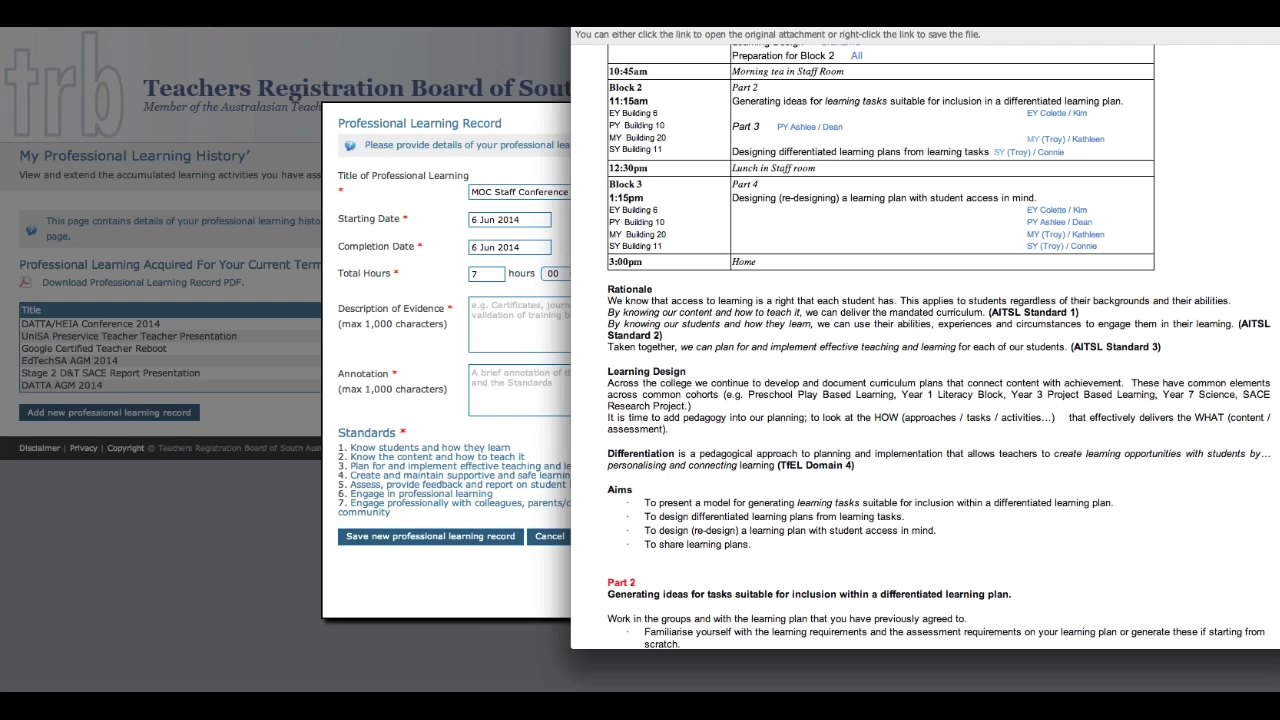 trb
Teachers Registration Board of Sout
Member of the Australasian Teach
My Professional Learning History'
View and extend the accumulated learning activities you have ass
This page contains details of your professional learning histo
page.
Professional Learning Acquired For Your Current Term
Download Professional Learning Record PDF.
Title
DATTA/HEIA Conference 2014
UniSA Preservice Teacher Teacher Presentation
Google Certified Teacher Reboot
EdTechSA AGM 2014
Stage 2 D&T SACE Report Presentation
DATTA AGM 2014
Add new professional learning record
Disclaimer | Privacy | Copyright © Teachers Registration Board of South Aust
Professional Learning Record
Please provide details of your professional lea
Title of Professional Learning
*
MOC Staff Conference
Starting Date * 6 Jun 2014
Completion Date * 6 Jun 2014
Total Hours * 7 hours 00
Description of Evidence *
(max 1,000 characters)
e.g. Certificates, journ
validation of training b
Annotation *
(max 1,000 characters)
A brief annotation of th
and the Standards
Standards *
1. Know students and how they learn
2. Know the content and how to teach it
3. Plan for and implement effective teaching and le
4. Create and maintain supportive and safe learnin
5. Assess, provide feedback and report on student
6. Engage in professional learning
7. Engage professionally with colleagues, parents/c
community
Save new professional learning record Cancel
You can either click the link to open the original attachment or right-click the link to save the file.
Learning Design
Preparation for Block 2 All
10:45am Morning tea in Staff Room
Block 2 Part 2
11:15am Generating ideas for learning tasks suitable for inclusion in a differentiated learning plan.
EY Building 6 EY Colette / Kim
PY Building 10 Part 3 PY Ashlee / Dean
MY Building 20 MY (Troy) / Kathleen
SY Building 11 Designing differentiated learning plans from learning tasks SY (Troy) / Connie
12:30pm Lunch in Staff room
Block 3 Part 4
1:15pm Designing (re-designing) a learning plan with student access in mind.
EY Building 6 EY Colette / Kim
PY Building 10 PY Ashlee / Dean
MY Building 20 MY (Troy) / Kathleen
SY Building 11 SY (Troy) / Connie
3:00pm Home
Rationale
We know that access to learning is a right that each student has. This applies to students regardless of their backgrounds and their abilities.
By knowing our content and how to teach it, we can deliver the mandated curriculum. (AITSL Standard 1)
By knowing our students and how they learn, we can use their abilities, experiences and circumstances to engage them in their learning. (AITSL
Standard 2)
Taken together, we can plan for and implement effective teaching and learning for each of our students. (AITSL Standard 3)
Learning Design
Across the college we continue to develop and document curriculum plans that connect content with achievement. These have common elements
across common cohorts (e.g. Preschool Play Based Learning, Year 1 Literacy Block, Year 3 Project Based Learning, Year 7 Science, SACE
Research Project.)
It is time to add pedagogy into our planning; to look at the HOW (approaches / tasks / activities...) that effectively delivers the WHAT (content /
assessment).
Differentiation is a pedagogical approach to planning and implementation that allows teachers to create learning opportunities with students by...
personalising and connecting learning (TfEL Domain 4)
Aims
· To present a model for generating learning tasks suitable for inclusion within a differentiated learning plan.
· To design differentiated learning plans from learning tasks.
· To design (re-design) a learning plan with student access in mind.
· To share learning plans.
Part 2
Generating ideas for tasks suitable for inclusion within a differentiated learning plan.
Work in the groups and with the learning plan that you have previously agreed to.
· Familiarise yourself with the learning requirements and the assessment requirements on your learning plan or generate these if starting from
scratch.